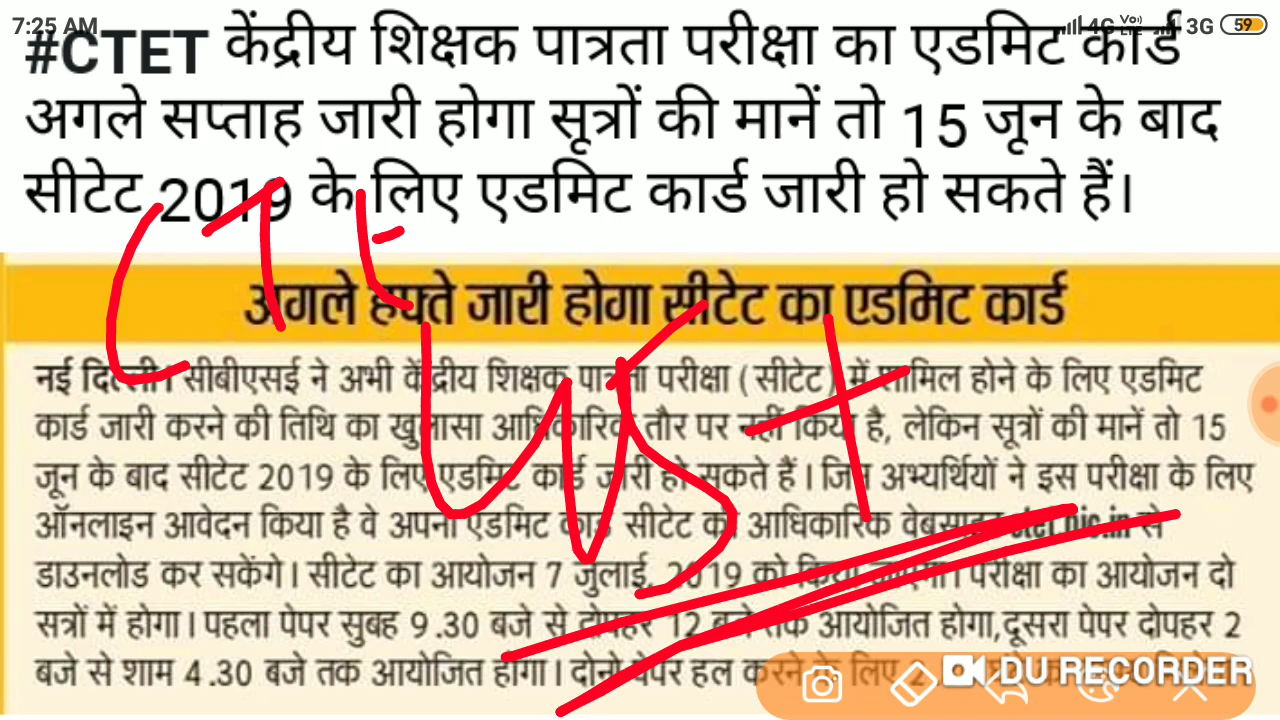 7:25 AM 4G VoLTE 3G 59
#CTET केंद्रीय शिक्षक पात्रता परीक्षा का एडमिट कार्ड
अगले सप्ताह जारी होगा सूत्रों की मानें तो 15 जून के बाद
सीटेट 2019 के लिए एडमिट कार्ड जारी हो सकते हैं।
अगले हफ्ते जारी होगा सीटेट का एडमिट कार्ड
नई दिल्ली। सीबीएसई ने अभी केंद्रीय शिक्षक पात्रता परीक्षा (सीटेट) में शामिल होने के लिए एडमिट
कार्ड जारी करने की तिथि का खुलासा आधिकारिक तौर पर नहीं किया है, लेकिन सूत्रों की मानें तो 15
जून के बाद सीटेट 2019 के लिए एडमिट कार्ड जारी हो सकते हैं। जिन अभ्यर्थियों ने इस परीक्षा के लिए
ऑनलाइन आवेदन किया है वे अपना एडमिट कार्ड सीटेट की आधिकारिक वेबसाइट ctet.nic.in से
डाउनलोड कर सकेंगे। सीटेट का आयोजन 7 जुलाई, 2019 को किया जाएगा। परीक्षा का आयोजन दो
सत्रों में होगा। पहला पेपर सुबह 9.30 बजे से दोपहर 12 बजे तक आयोजित होगा,दूसरा पेपर दोपहर 2
बजे से शाम 4.30 बजे तक आयोजित होगा। दोनों पेपर हल करने के लिए
DU RECORDER